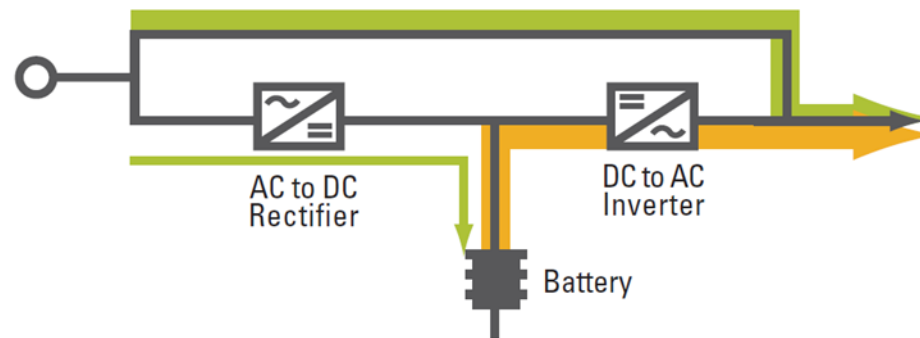 AC to DC
Rectifier
DC to AC
Inverter
Battery